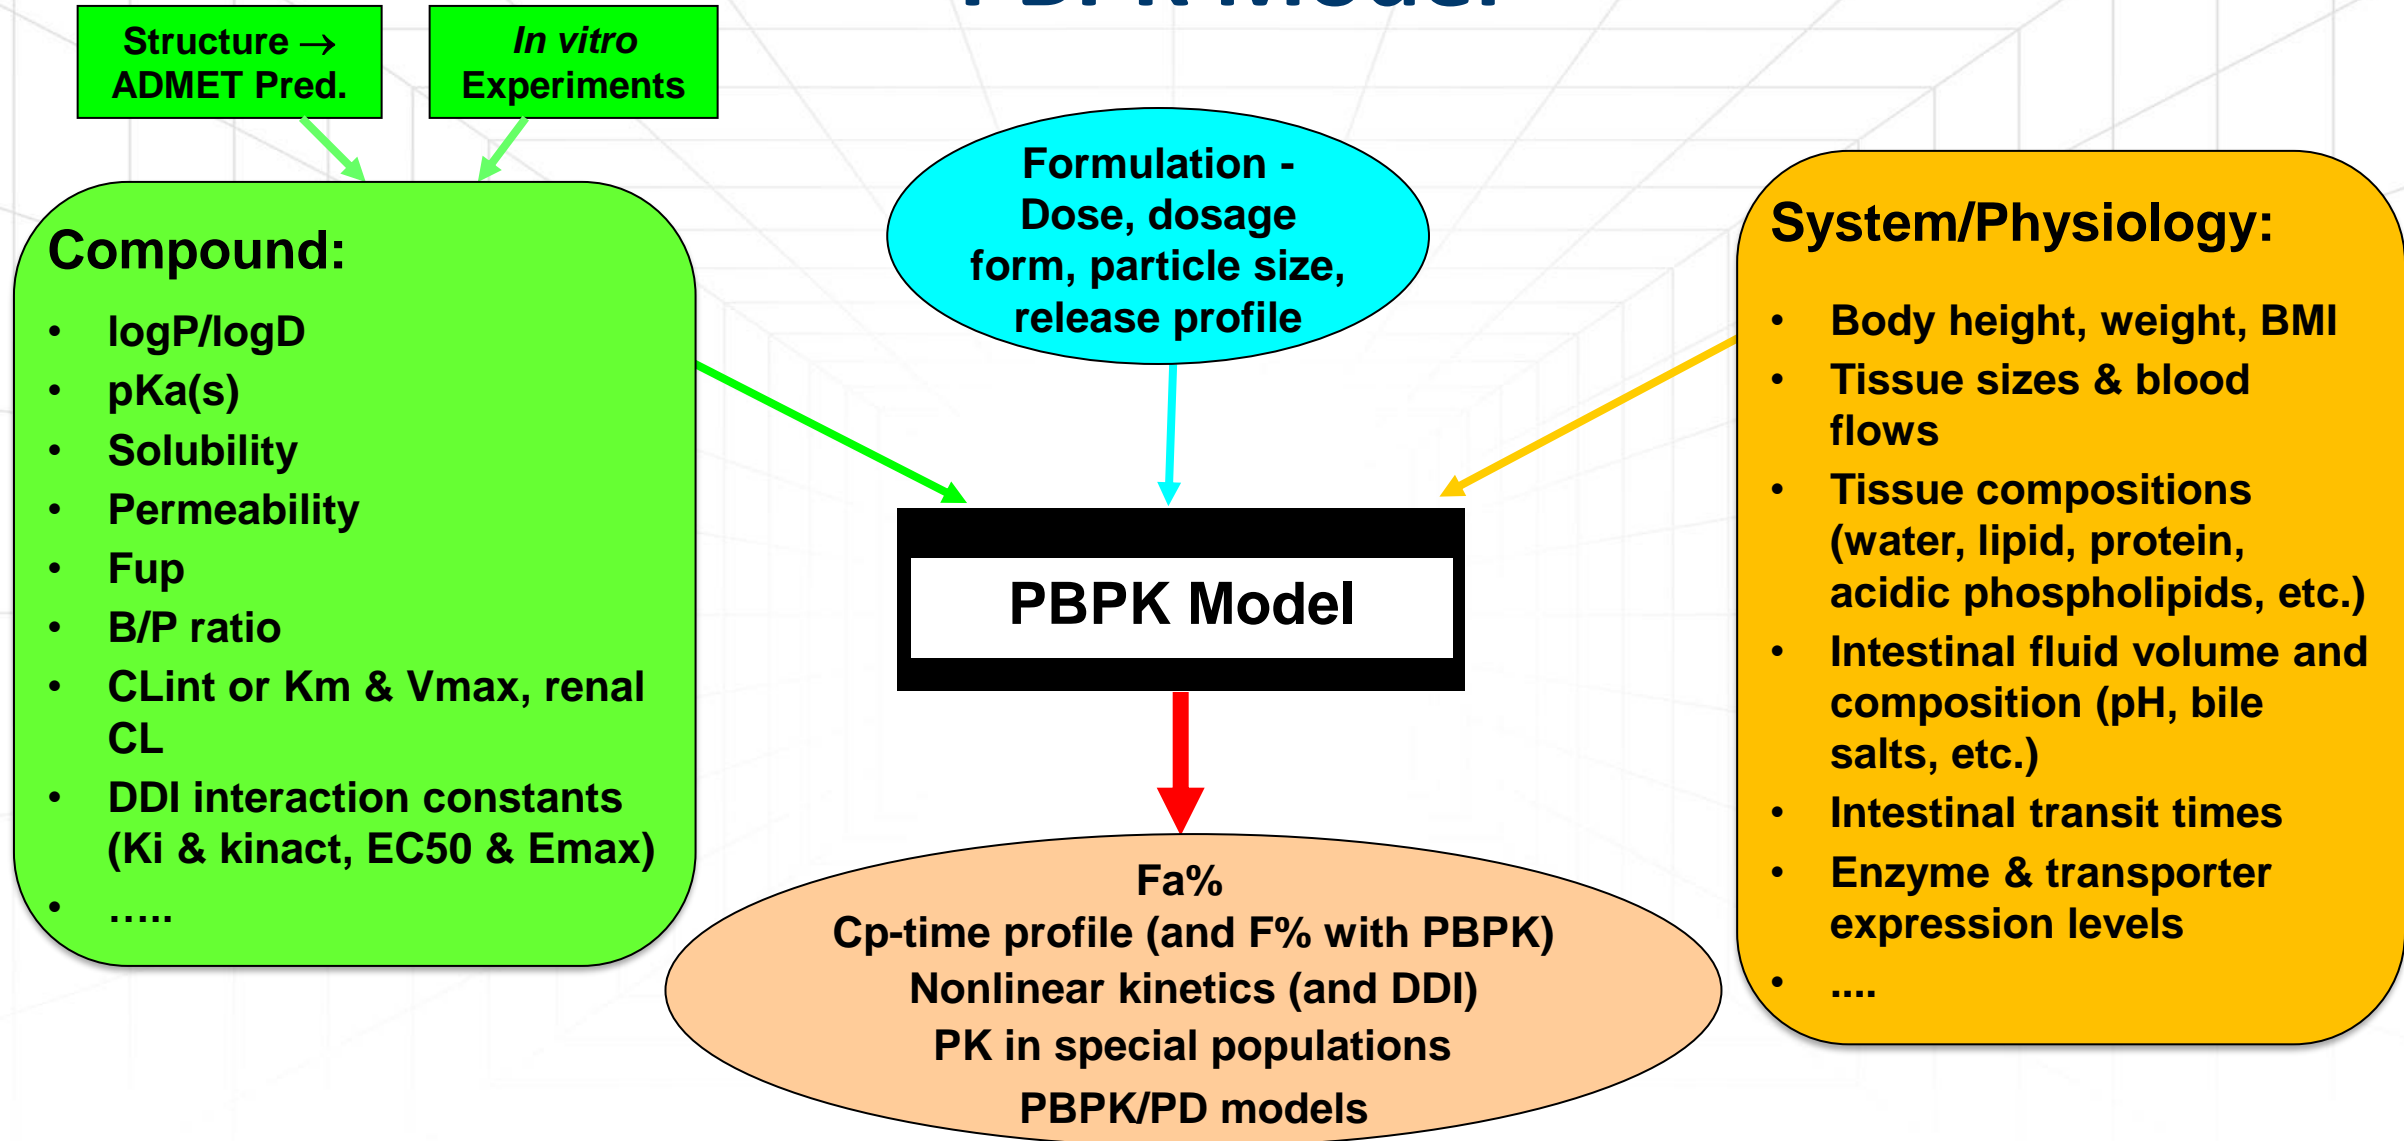 PBPK Model
Structure →
ADMET Pred.
In vitro
Experiments
Compound:
• logP/logD
• pKa(s)
• Solubility
• Permeability
• Fup
• B/P ratio
• CLint or Km & Vmax, renal
CL
• DDI interaction constants
(Ki & kinact, EC50 & Emax)
• …..
Formulation -
Dose, dosage
form, particle size,
release profile
PBPK Model
Fa%
Cp-time profile (and F% with PBPK)
Nonlinear kinetics (and DDI)
PK in special populations
PBPK/PD models
System/Physiology:
• Body height, weight, BMI
• Tissue sizes & blood
flows
• Tissue compositions
(water, lipid, protein,
acidic phospholipids, etc.)
• Intestinal fluid volume and
composition (pH, bile
salts, etc.)
• Intestinal transit times
• Enzyme & transporter
expression levels
• ....